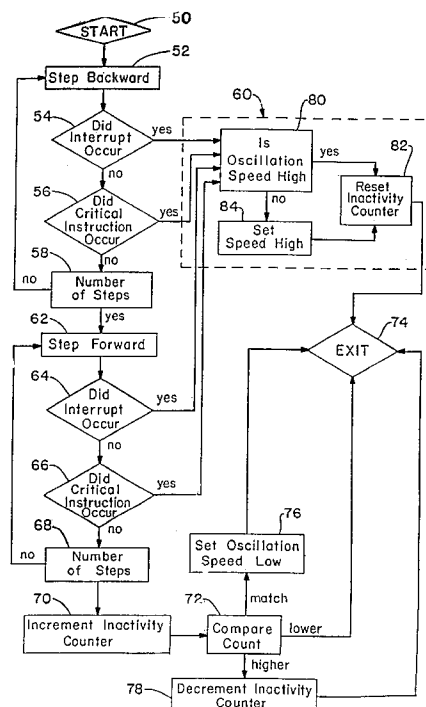 START
50
52
Step Backward
54
Did
Interrupt
Occur
yes
no
56
Did
Critical
Instruction
Occur
yes
no
58
Number
of Steps
no
yes
60
80
Is
Oscillation
Speed High
yes
no
82
Reset
Inactivity
Counter
84
Set
Speed High
62
Step Forward
64
Did
Interrupt
Occur
yes
no
66
Did
Critical
Instruction
Occur
yes
no
68
Number
of Steps
no
74
EXIT
76
Set Oscillation
Speed Low
match
70
Increment Inactivity
Counter
72
Compare
Count
lower
higher
78
Decrement Inactivity
Counter